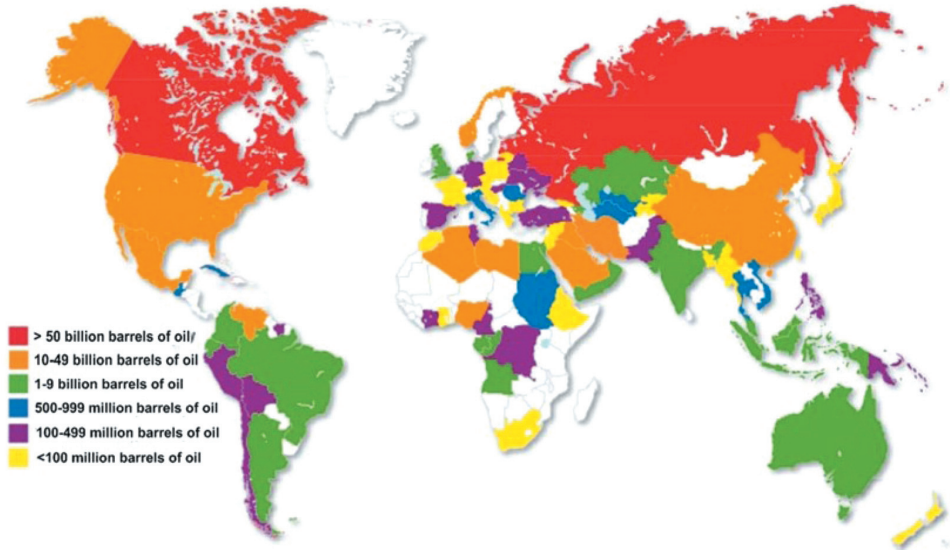 > 50 billion barrels of oil/
10-49 billion barrels of oil
1-9 billion barrels of oil
500-999 million barrels of oil
100-499 million barrels of oil
<100 million barrels of oil